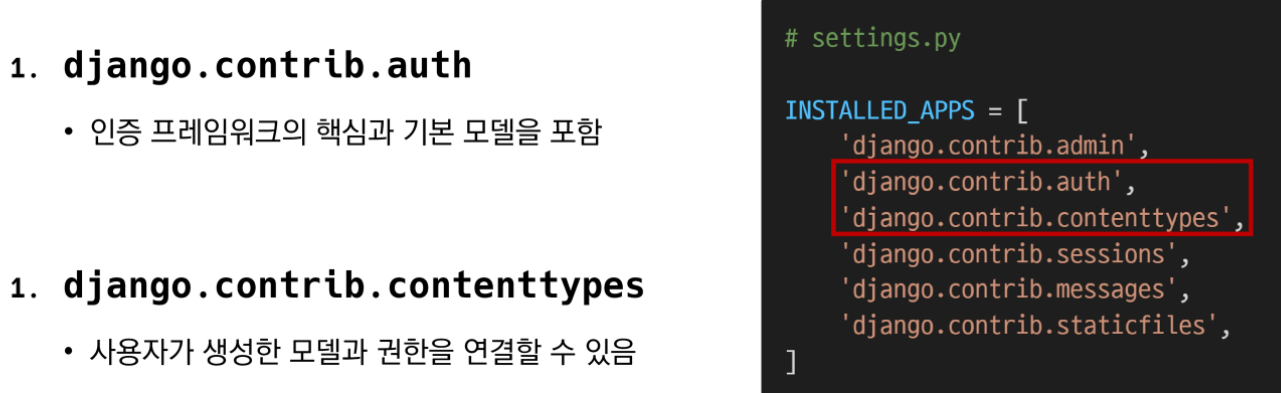 1. django.contrib.auth
• 인증 프레임워크의 핵심과 기본 모델을 포함
1. django.contrib.contenttypes
• 사용자가 생성한 모델과 권한을 연결할 수 있음
# settings.py
INSTALLED_APPS = [
    'django.contrib.admin',
    'django.contrib.auth',
    'django.contrib.contenttypes',
    'django.contrib.sessions',
    'django.contrib.messages',
    'django.contrib.staticfiles',
]